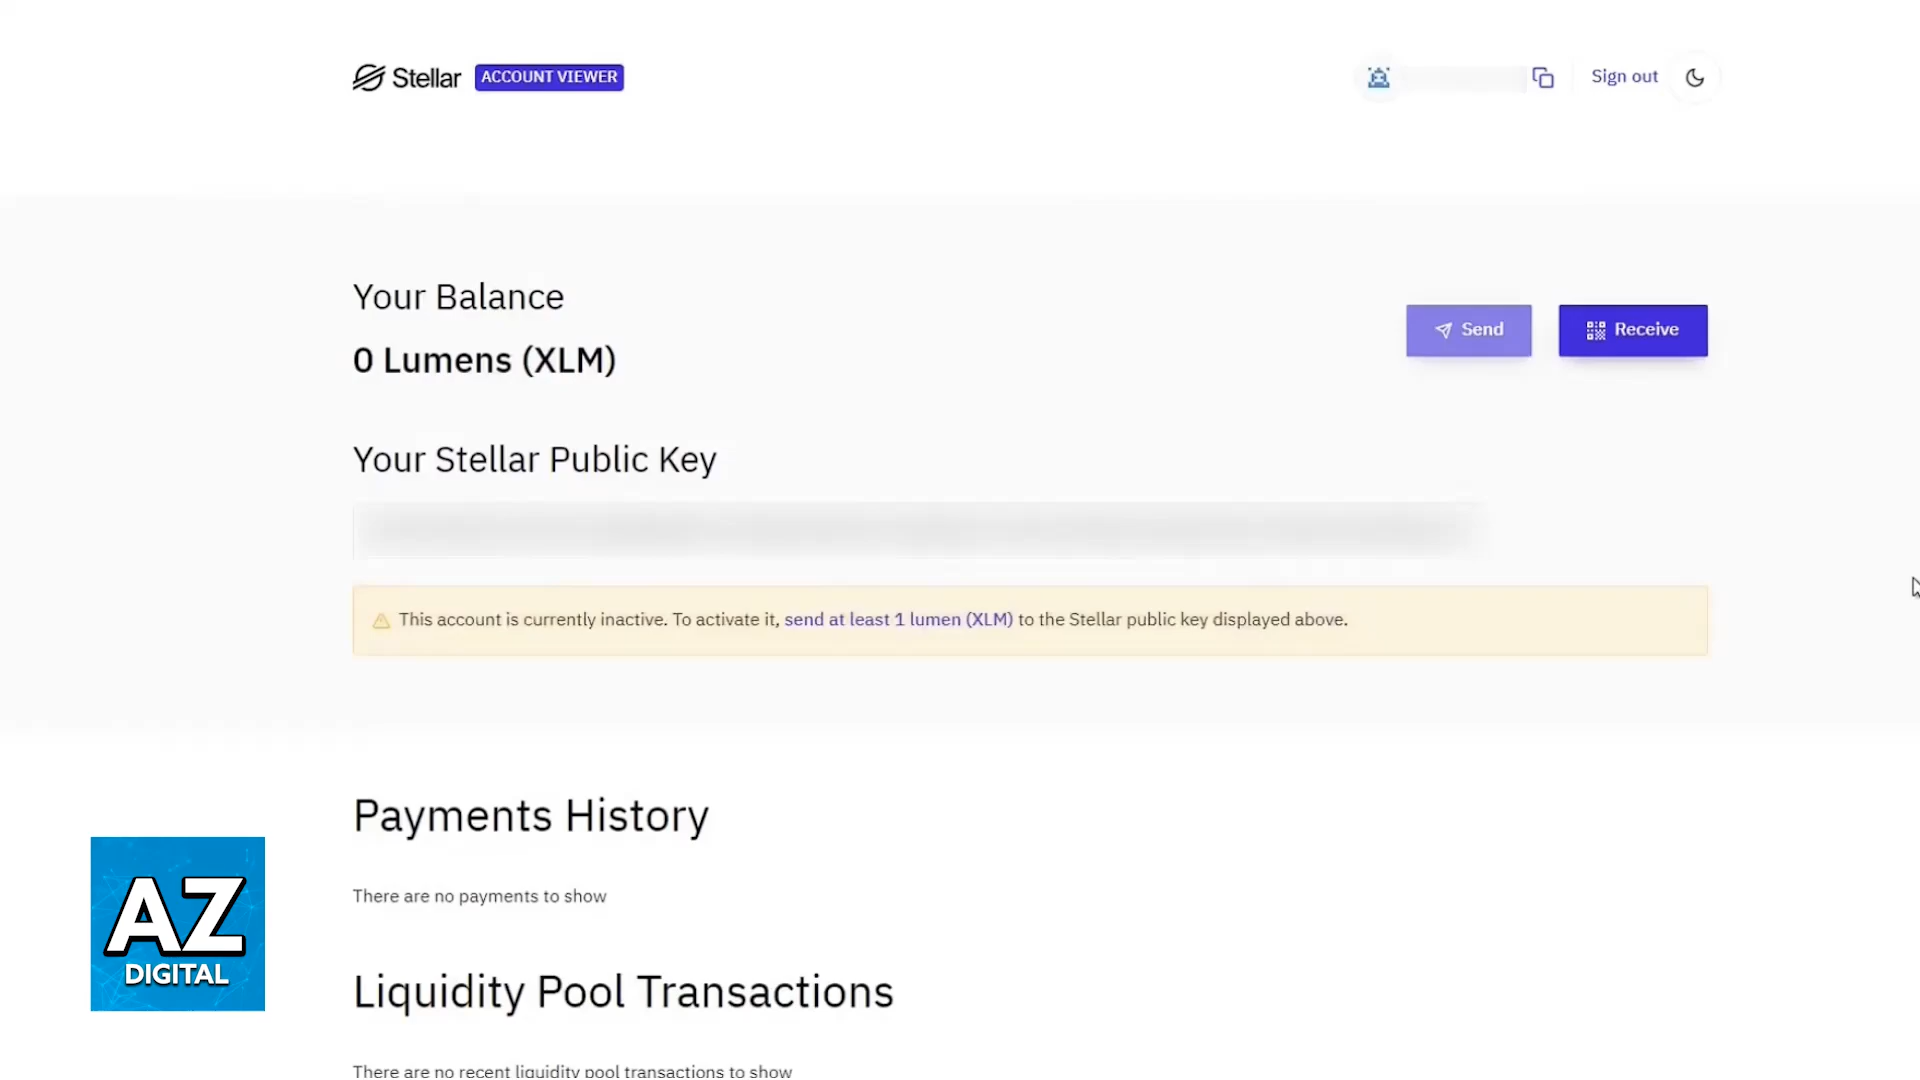 Stellar ACCOUNT VIEWER
Sign out
Your Balance
0 Lumens (XLM)
Send
Receive
Your Stellar Public Key
This account is currently inactive. To activate it, send at least 1 lumen (XLM) to the Stellar public key displayed above.
Payments History
There are no payments to show
AZ
DIGITAL
Liquidity Pool Transactions
There are no recent liquidity pool transactions to show